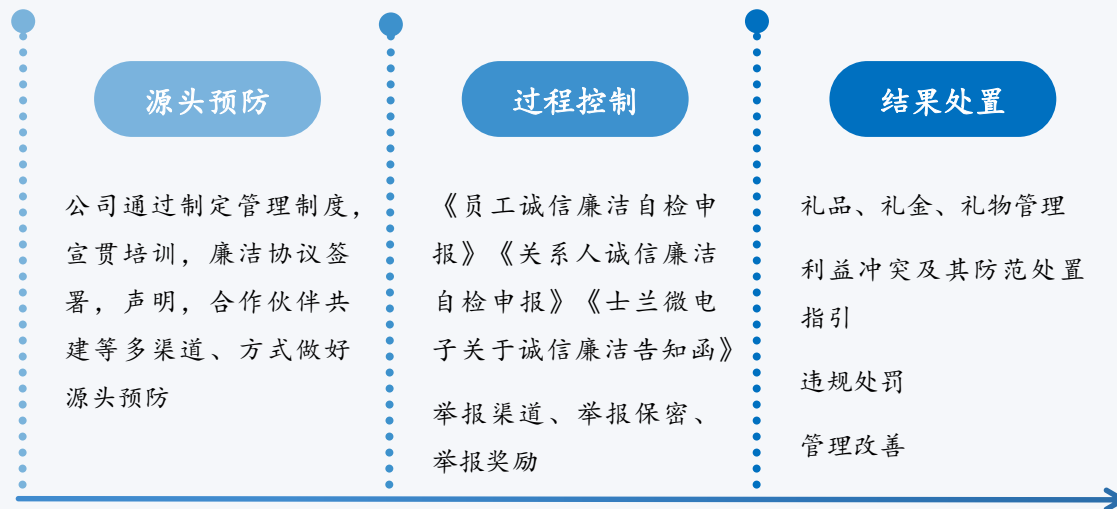 源头预防
公司通过制定管理制度，
宣贯培训，廉洁协议签
署，声明，合作伙伴共
建等多渠道、方式做好
源头预防
过程控制
《员工诚信廉洁自检申
报》《关系人诚信廉洁
自检申报》《士兰微电
子关于诚信廉洁告知函》
举报渠道、举报保密、
举报奖励
结果处置
礼品、礼金、礼物管理
利益冲突及其防范处置
指引
违规处罚
管理改善